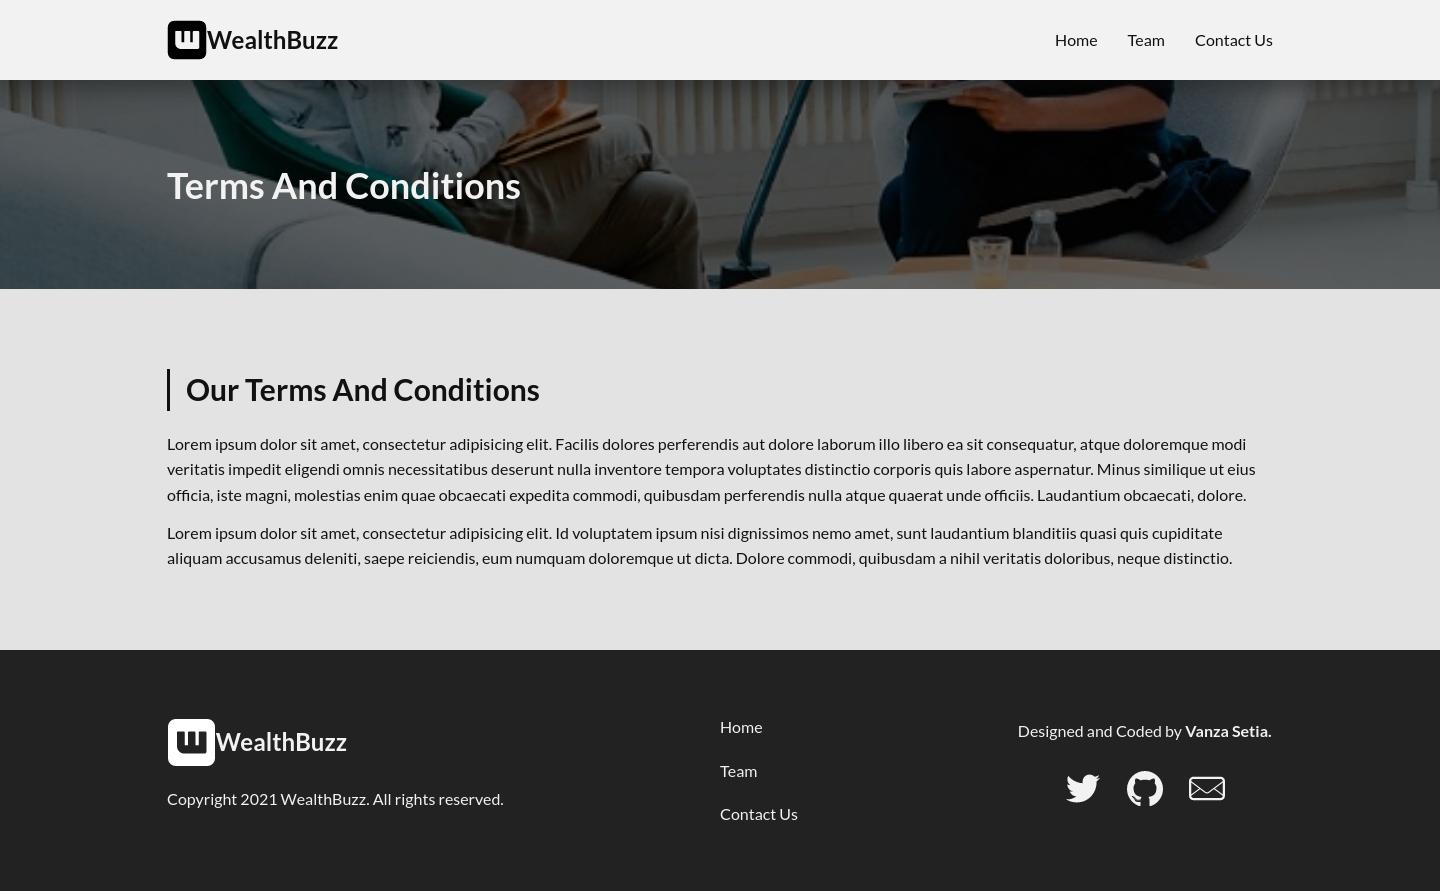 WealthBuzz
Home Team Contact Us
Terms And Conditions
Our Terms And Conditions
Lorem ipsum dolor sit amet, consectetur adipisicing elit. Facilis dolores perferendis aut dolore laborum illo libero ea sit consequatur, atque doloremque modi
veritatis impedit eligendi omnis necessitatibus deserunt nulla inventore tempora voluptates distinctio corporis quis labore aspernatur. Minus similique ut eius
officia, iste magni, molestias enim quae obcaecati expedita commodi, quibusdam perferendis nulla atque quaerat unde officiis. Laudantium obcaecati, dolore.
Lorem ipsum dolor sit amet, consectetur adipisicing elit. Id voluptatem ipsum nisi dignissimos nemo amet, sunt laudantium blanditiis quasi quis cupiditate
aliquam accusamus deleniti, saepe reiciendis, eum numquam doloremque ut dicta. Dolore commodi, quibusdam a nihil veritatis doloribus, neque distinctio.
WealthBuzz
Copyright 2021 WealthBuzz. All rights reserved.
Home
Team
Contact Us
Designed and Coded by Vanza Setia.